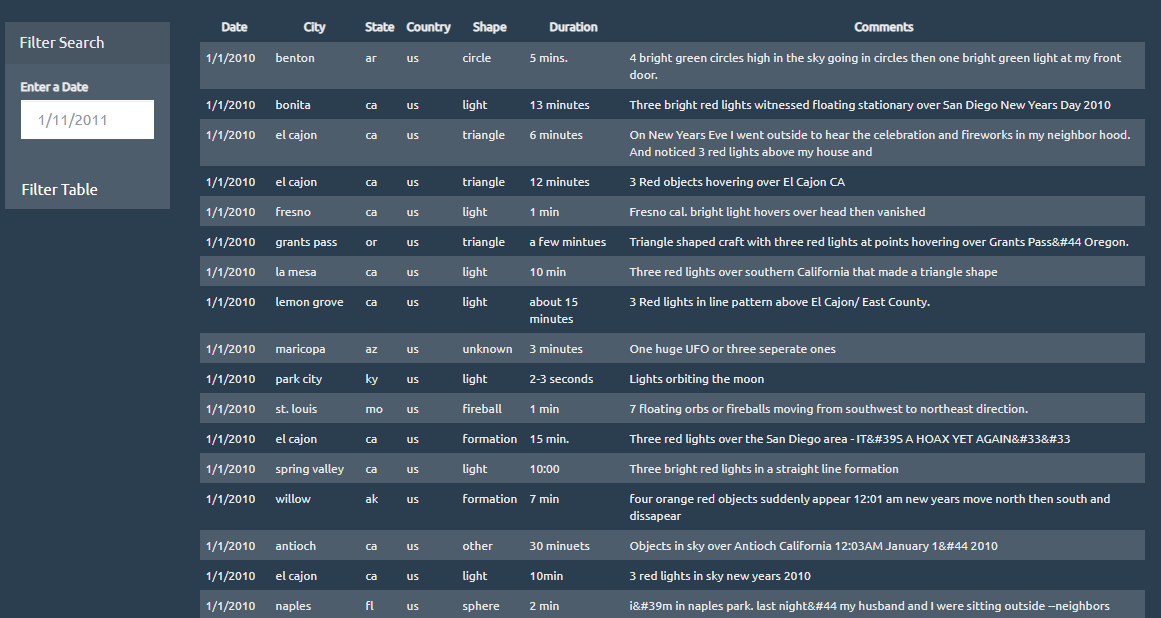 Filter Search
Enter a Date
1/11/2011
Filter Table
Date City State Country Shape Duration Comments
1/1/2010 benton ar us circle 5 mins. 4 bright green circles high in the sky going in circles then one bright green light at my front
door.
1/1/2010 bonita ca us light 13 minutes Three bright red lights witnessed floating stationary over San Diego New Years Day 2010
1/1/2010 el cajon ca us triangle 6 minutes On New Years Eve I went outside to hear the celebration and fireworks in my neighbor hood.
And noticed 3 red lights above my house and
1/1/2010 el cajon ca us triangle 12 minutes 3 Red objects hovering over El Cajon CA
1/1/2010 fresno ca us light 1 min Fresno cal. bright light hovers over head then vanished
1/1/2010 grants pass or us triangle a few mintues Triangle shaped craft with three red lights at points hovering over Grants Pass&#44 Oregon.
1/1/2010 la mesa ca us light 10 min Three red lights over southern California that made a triangle shape
1/1/2010 lemon grove ca us light about 15 3 Red lights in line pattern above El Cajon/ East County.
minutes
1/1/2010 maricopa az us unknown 3 minutes One huge UFO or three seperate ones
1/1/2010 park city ky us light 2-3 seconds Lights orbiting the moon
1/1/2010 st. louis mo us fireball 1 min 7 floating orbs or fireballs moving from southwest to northeast direction.
1/1/2010 el cajon ca us formation 15 min. Three red lights over the San Diego area - IT&#39S A HOAX YET AGAIN&#33&#33
1/1/2010 spring valley ca us light 10:00 Three bright red lights in a straight line formation
1/1/2010 willow ak us formation 7 min four orange red objects suddenly appear 12:01 am new years move north then south and
dissapear
1/1/2010 antioch ca us other 30 minuets Objects in sky over Antioch California 12:03AM January 1&#44 2010
1/1/2010 el cajon ca us light 10min 3 red lights in sky new years 2010
1/1/2010 naples fl us sphere 2 min i&#39m in naples park. last night&#44 my husband and I were sitting outside --neighbors